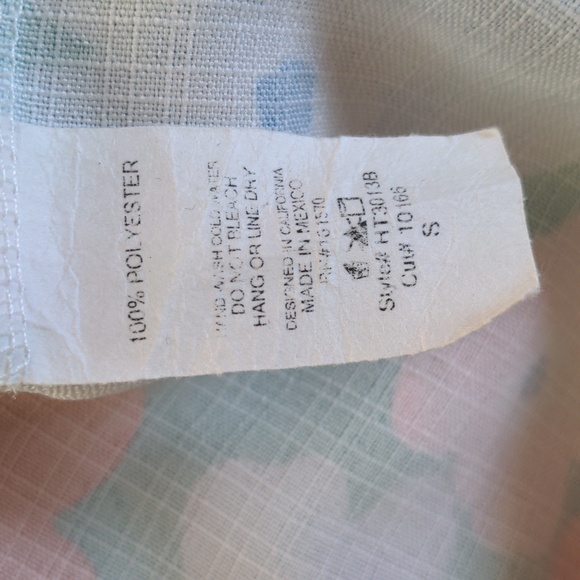 100% POLYESTER
HAND WASH COLD WATER
DO NOT BLEACH
HANG OR LINE DRY
DESIGNED IN CALIFORNIA
MADE IN MEXICO
Style# HT3013B
Cut# 10166
S